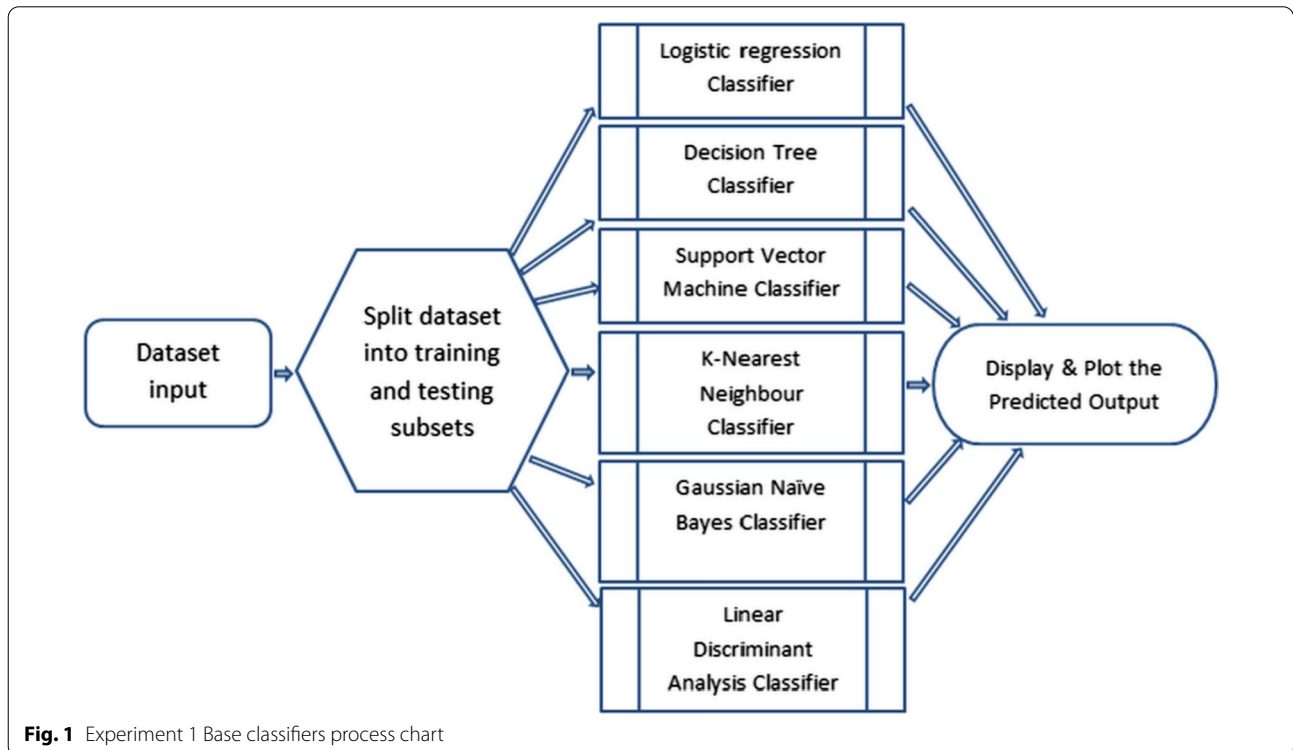 Dataset
input
Split dataset
into training
and testing
subsets
Logistic regression
Classifier
Decision Tree
Classifier
Support Vector
Machine Classifier
K-Nearest
Neighbour
Classifier
Gaussian Naïve
Bayes Classifier
Linear
Discriminant
Analysis Classifier
Display & Plot the
Predicted Output
Fig. 1 Experiment 1 Base classifiers process chart